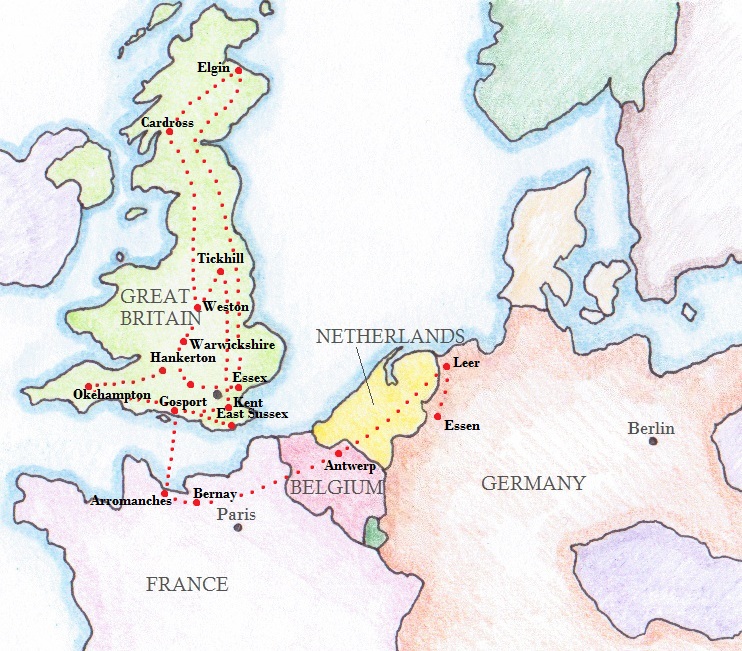 Elgin
Cardross
Tickhill
GREAT
BRITAIN
Weston
NETHERLANDS
Warwickshire
Hankerton
Leer
Essex
Okehampton
Gosport
Kent
East Sussex
Essen
Berlin
Antwerp
BELGIUM
GERMANY
Arromanches
Bernay
Paris
FRANCE